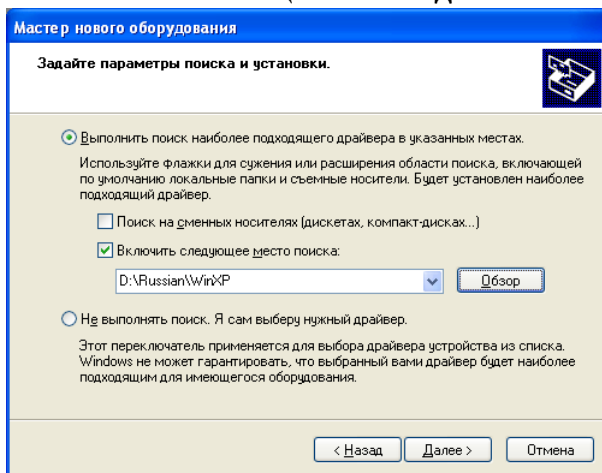 Мастер нового оборудования
Задайте параметры поиска и установки.
Выполнить поиск наиболее подходящего драйвера в указанных местах.
Используйте флажки для сужения или расширения области поиска, включающей
по умолчанию локальные папки и съемные носители. Будет установлен наиболее
подходящий драйвер.
Поиск на сменных носителях (дискетах, компакт-дисках...)
Включить следующее место поиска:
D:\Russian\WinXP
Обзор
Не выполнять поиск. Я сам выберу нужный драйвер.
Этот переключатель применяется для выбора драйвера устройства из списка.
Windows не может гарантировать, что выбранный вами драйвер будет наиболее
подходящим для имеющегося оборудования.
< Назад Далее > Отмена